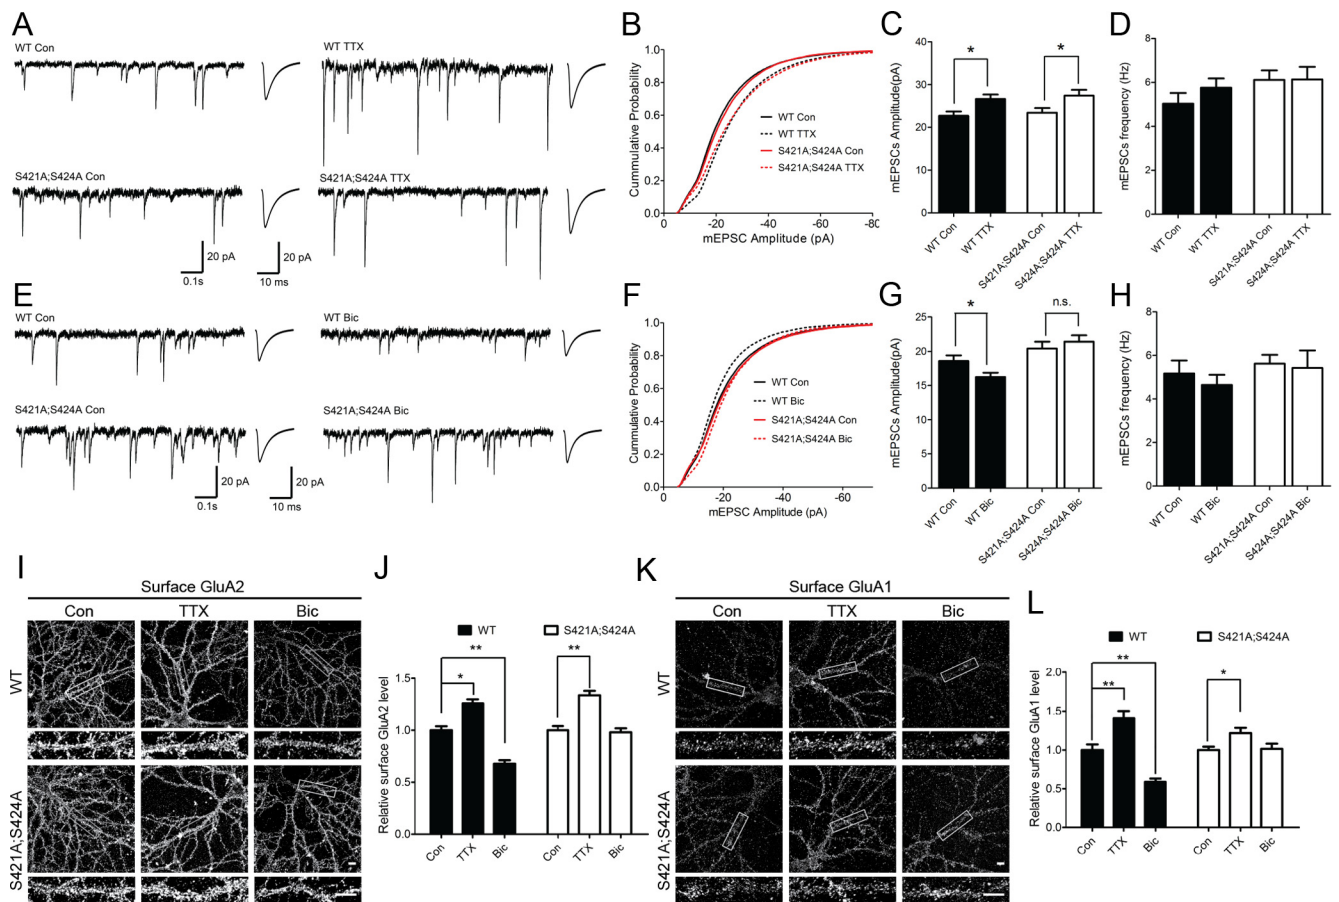 A
WT Con
WT TTX
S421A;S424A Con
S421A;S424A TTX
20 pA
20 pA
0.1s
10 ms
B
Cummulative Probability
1.0
0.8
0.6
0.4
0.2
0.0
WT Con
WT TTX
S421A;S424A Con
S421A;S424A TTX
-20
-40
-60
-80
mEPSC Amplitude (pA)
C
mEPSCs Amplitude(pA)
40
30
20
10
0
*
*
WT Con
WT TTX
S421A;S424A Con
S424A;S424A TTX
D
mEPSCs frequency (Hz)
8
6
4
2
0
WT Con
WT TTX
S421A;S424A Con
S424A;S424A TTX
E
WT Con
WT Bic
S421A;S424A Con
S421A;S424A Bic
20 pA
20 pA
0.1s
10 ms
F
Cummulative Probability
1.0
0.8
0.6
0.4
0.2
0.0
WT Con
WT Bic
S421A;S424A Con
S421A;S424A Bic
-20
-40
-60
mEPSC Amplitude (pA)
G
mEPSCs Amplitude(pA)
25
20
15
10
5
0
*
n.s.
WT Con
WT Bic
S421A;S424A Con
S424A;S424A Bic
H
mEPSCs frequency (Hz)
8
6
4
2
0
WT Con
WT Bic
S421A;S424A Con
S424A;S424A Bic
I
Surface GluA2
Con
TTX
Bic
WT
S421A;S424A
J
WT
S421A;S424A
Relative surface GluA2 level
1.5
1.0
0.5
0.0
**
*
**
Con
TTX
Bic
Con
TTX
Bic
K
Surface GluA1
Con
TTX
Bic
WT
S421A;S424A
L
WT
S421A;S424A
Relative surface GluA1 level
2.0
1.5
1.0
0.5
0.0
**
**
*
Con
TTX
Bic
Con
TTX
Bic